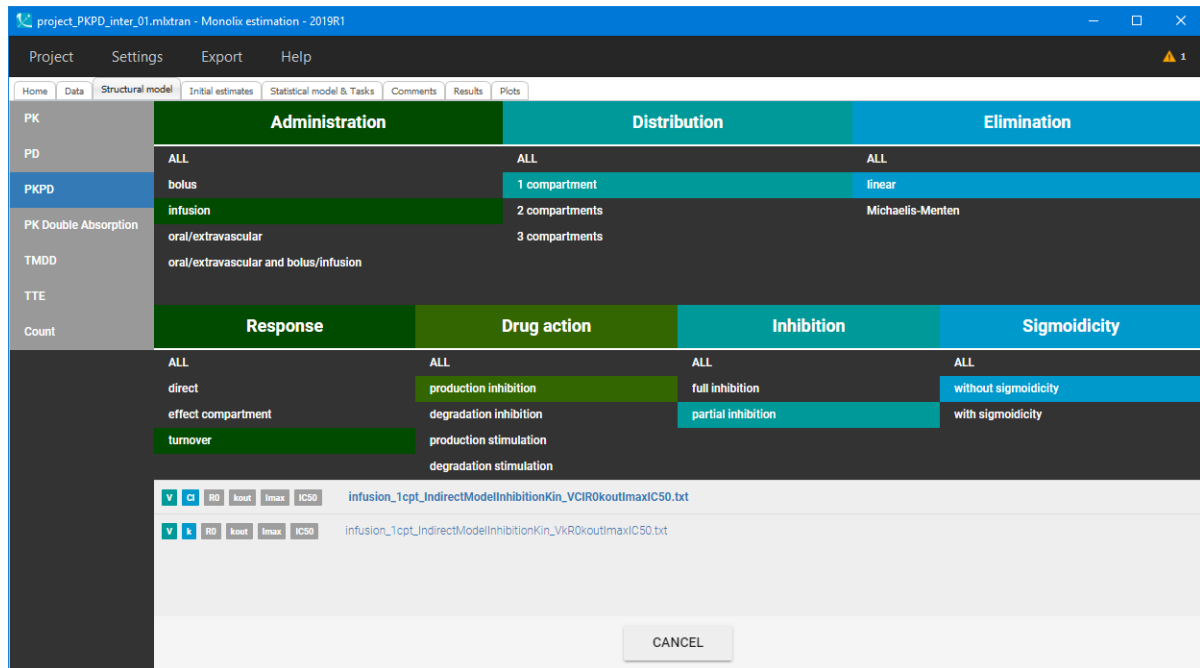 project_PKPD_inter_01.mlxtran - Monolix estimation - 2019R1
Project Settings Export Help 1
Home Data Structural model Initial estimates Statistical model & Tasks Comments Results Plots
PK
PD
PKPD
PK Double Absorption
TMDD
TTE
Count
Administration Distribution Elimination
ALL ALL ALL
bolus 1 compartment linear
infusion 2 compartments Michaelis-Menten
oral/extravascular 3 compartments
oral/extravascular and bolus/infusion
Response Drug action Inhibition Sigmoidicity
ALL ALL ALL ALL
direct production inhibition full inhibition without sigmoidicity
effect compartment degradation inhibition partial inhibition with sigmoidicity
turnover production stimulation
degradation stimulation
V Cl R0 kout Imax IC50 infusion_1cpt_IndirectModelInhibitionKin_VClR0koutImaxIC50.txt
V k R0 kout Imax IC50 infusion_1cpt_IndirectModelInhibitionKin_VkR0koutImaxIC50.txt
CANCEL